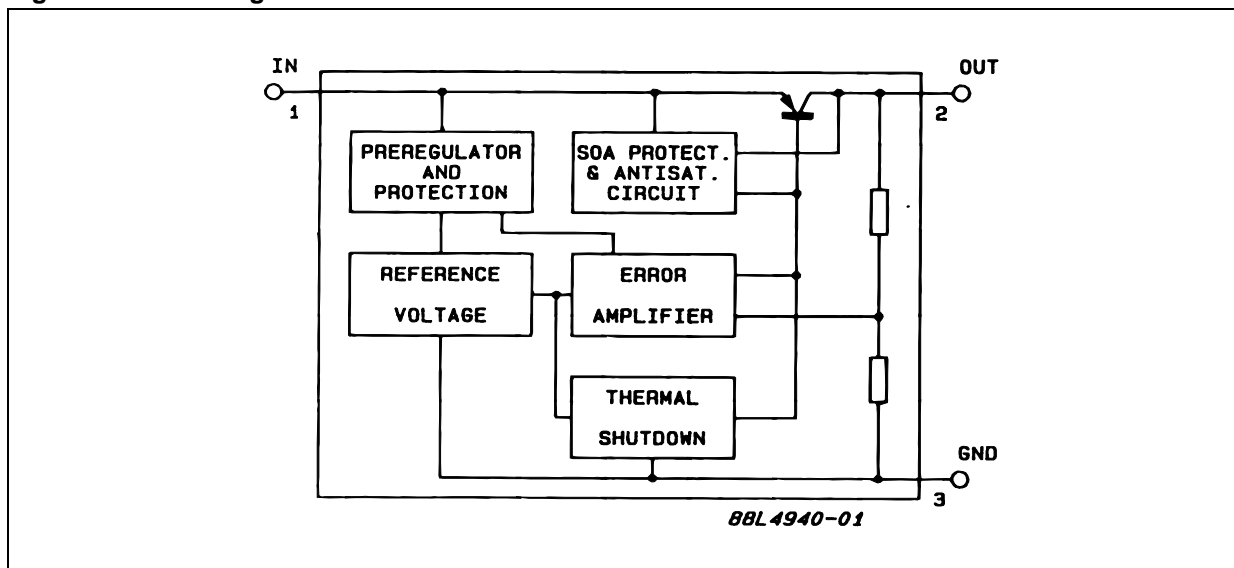 IN
OUT
1
2
PREREGULATOR
AND
PROTECTION
SOA PROTECT.
& ANTISAT.
CIRCUIT
REFERENCE
VOLTAGE
ERROR
AMPLIFIER
THERMAL
SHUTDOWN
GND
3
88L4940-01